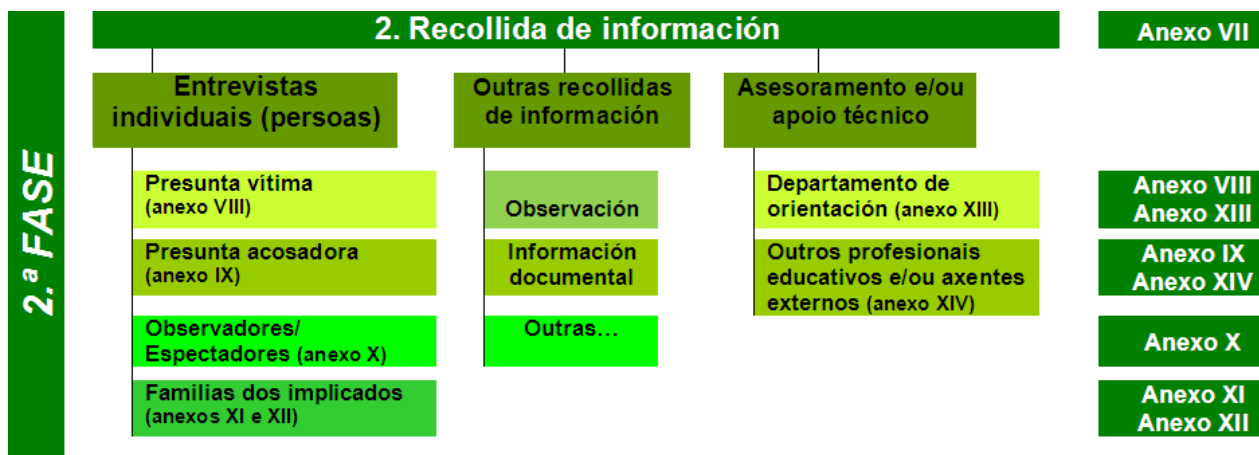 2.ª FASE
2. Recollida de información
Anexo VII
Entrevistas
individuais (persoas)
Outras recollidas
de información
Asesoramento e/ou
apoio técnico
Presunta vítima
(anexo VIII)
Observación
Departamento de
orientación (anexo XIII)
Anexo VIII
Anexo XIII
Presunta acosadora
(anexo IX)
Información
documental
Outros profesionais
educativos e/ou axentes
externos (anexo XIV)
Anexo IX
Anexo XIV
Observadores/
Espectadores (anexo X)
Outras…
Anexo X
Familias dos implicados
(anexos XI e XII)
Anexo XI
Anexo XII